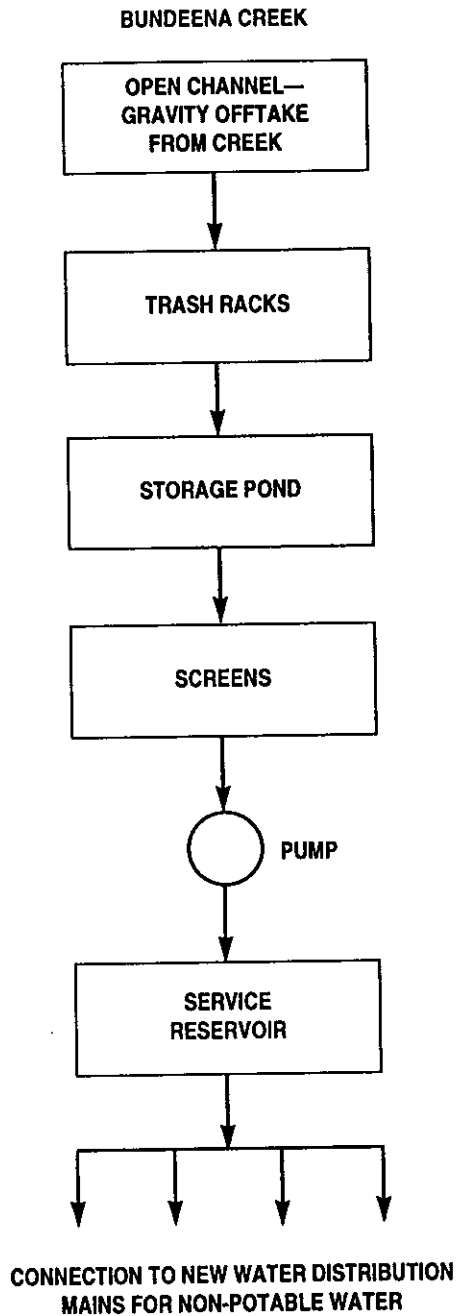 BUNDEENA CREEK
OPEN CHANNEL—
GRAVITY OFFTAKE
FROM CREEK
TRASH RACKS
STORAGE POND
SCREENS
PUMP
SERVICE
RESERVOIR
CONNECTION TO NEW WATER DISTRIBUTION
MAINS FOR NON-POTABLE WATER